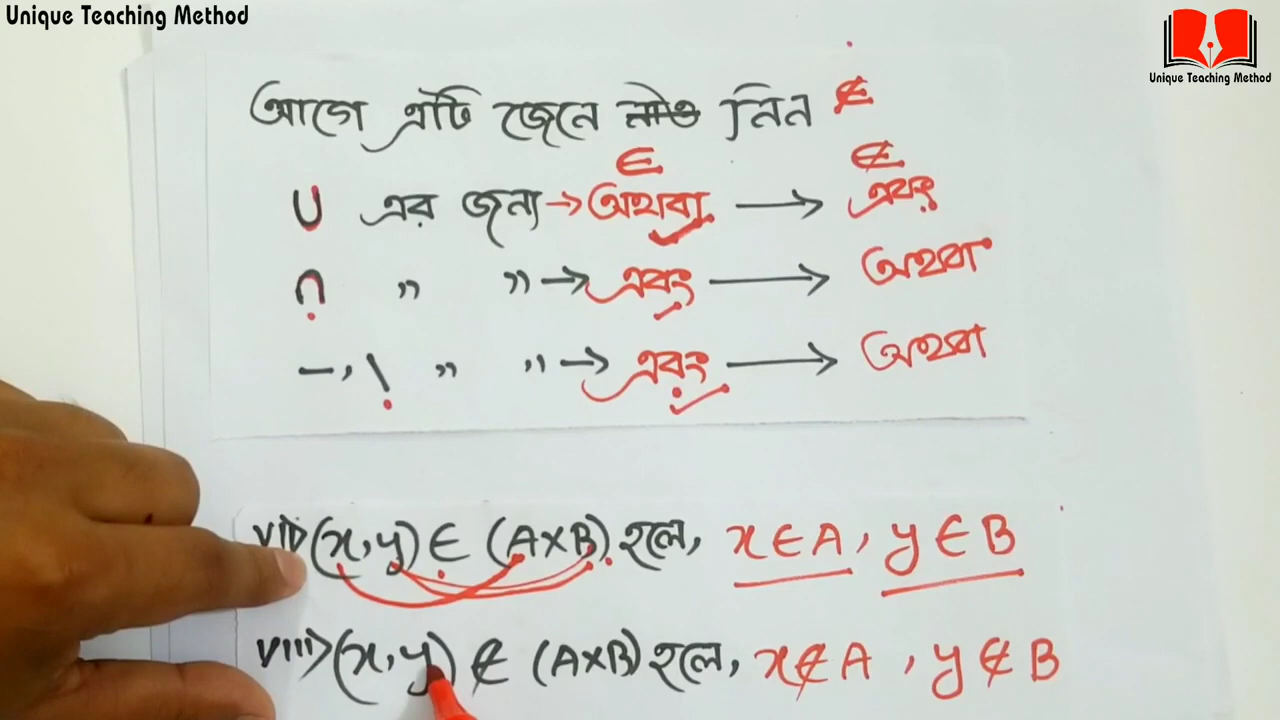 Unique Teaching Method
Unique Teaching Method
আগে এটি জেনে নাও নিন ∉
∈ ∉
∪ এর জন্য → অথবা → এবং
∩ " " → এবং → অথবা
–, \ " " → এবং → অথবা
vii> (x, y) ∈ (A×B) হলে, x∈A, y∈B
viii> (x, y) ∉ (A×B) হলে, x∉A, y∉B